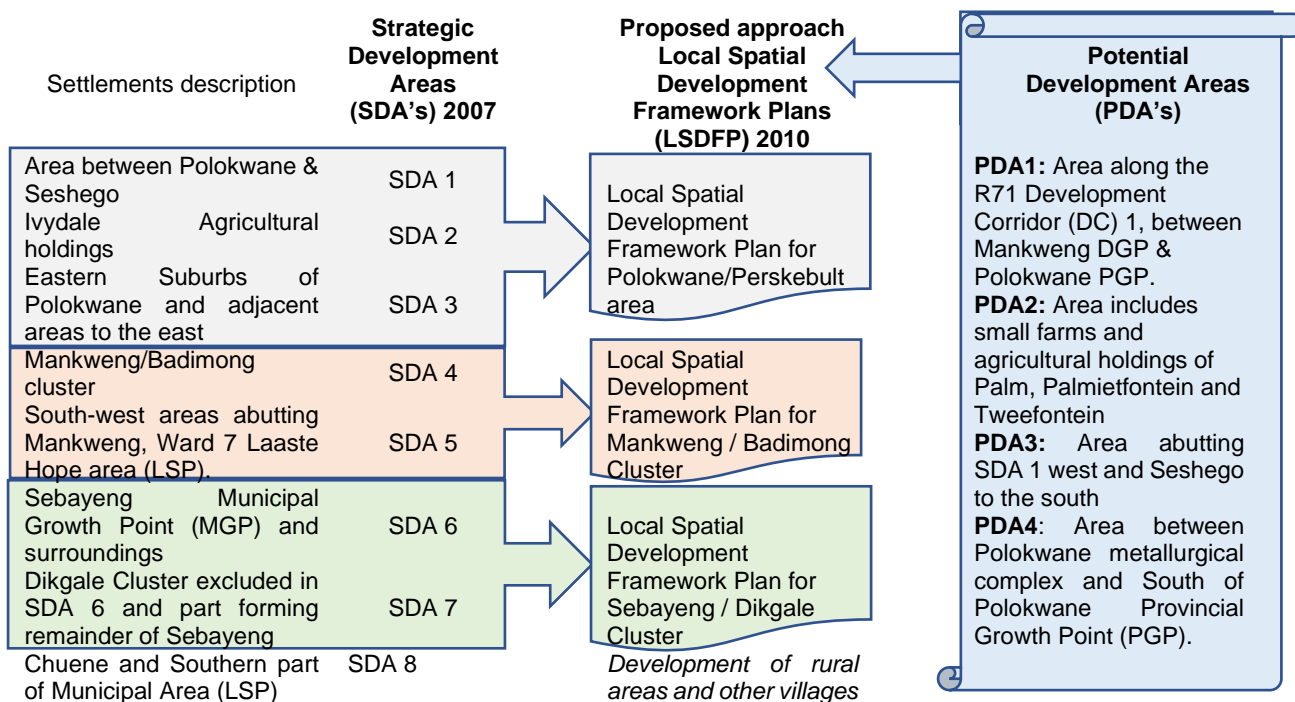 Settlements description
Strategic
Development
Areas
(SDA's) 2007
Proposed approach
Local Spatial
Development
Framework Plans
(LSDFP) 2010
Potential
Development Areas
(PDA's)
Area between Polokwane &
Seshego
SDA 1
Ivydale Agricultural
holdings
SDA 2
Eastern Suburbs of
Polokwane and adjacent
areas to the east
SDA 3
Local Spatial
Development
Framework Plan for
Polokwane/Perskebult
area
Mankweng/Badimong
cluster
SDA 4
South-west areas abutting
Mankweng, Ward 7 Laaste
Hope area (LSP).
SDA 5
Local Spatial
Development
Framework Plan for
Mankweng / Badimong
Cluster
Sebayeng Municipal
Growth Point (MGP) and
surroundings
SDA 6
Dikgale Cluster excluded in
SDA 6 and part forming
remainder of Sebayeng
SDA 7
Local Spatial
Development
Framework Plan for
Sebayeng / Dikgale
Cluster
Chuene and Southern part
of Municipal Area (LSP)
SDA 8
Development of rural
areas and other villages
PDA1: Area along the
R71 Development
Corridor (DC) 1, between
Mankweng DGP &
Polokwane PGP.
PDA2: Area includes
small farms and
agricultural holdings of
Palm, Palmietfontein and
Tweefontein
PDA3: Area abutting
SDA 1 west and Seshego
to the south
PDA4: Area between
Polokwane metallurgical
complex and South of
Polokwane Provincial
Growth Point (PGP).